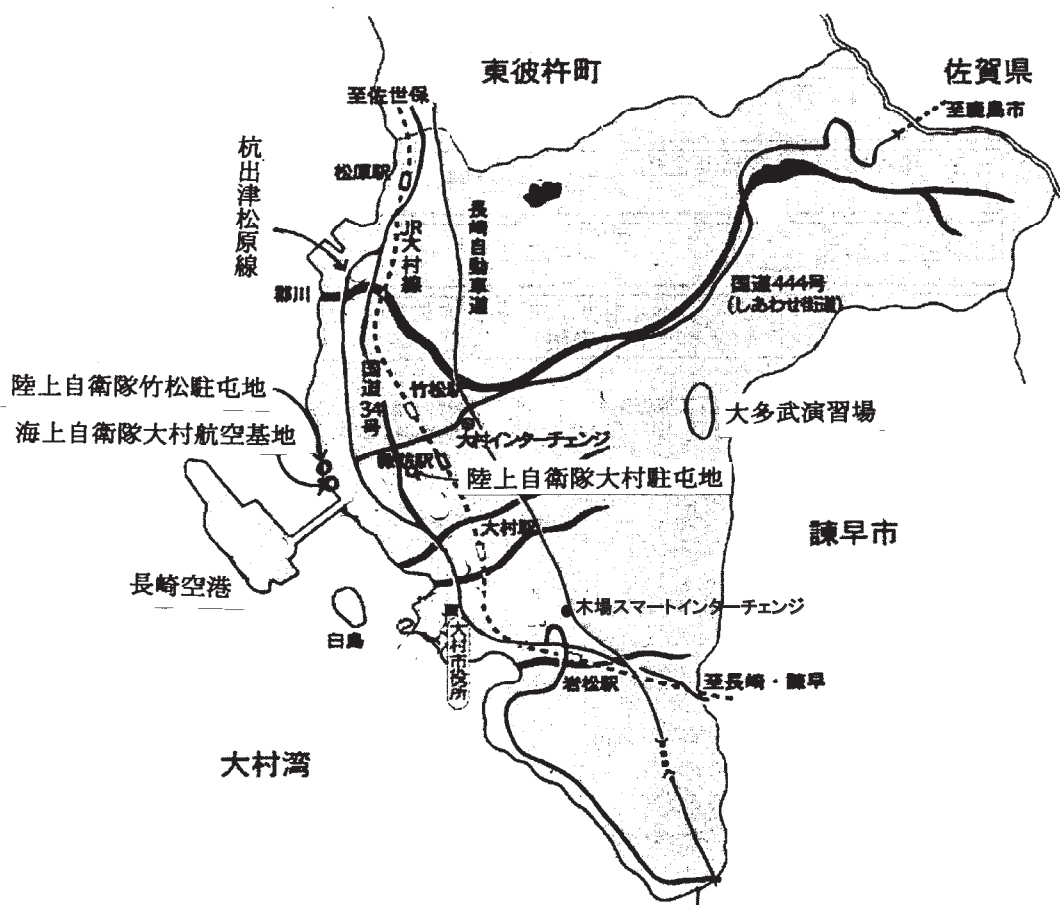 東彼杵町
佐賀県
至佐世保
至鹿島市
杭出津松原線
松原駅
JR大村線
長崎自動車道
郡川
国道444号
(しあわせ街道)
陸上自衛隊竹松駐屯地
国道34号
竹松駅
大多武演習場
海上自衛隊大村航空基地
大村インターチェンジ
諏訪駅
陸上自衛隊大村駐屯地
大村駅
諫早市
長崎空港
木場スマートインターチェンジ
臼島
大村市役所
岩松駅
至長崎・諫早
大村湾